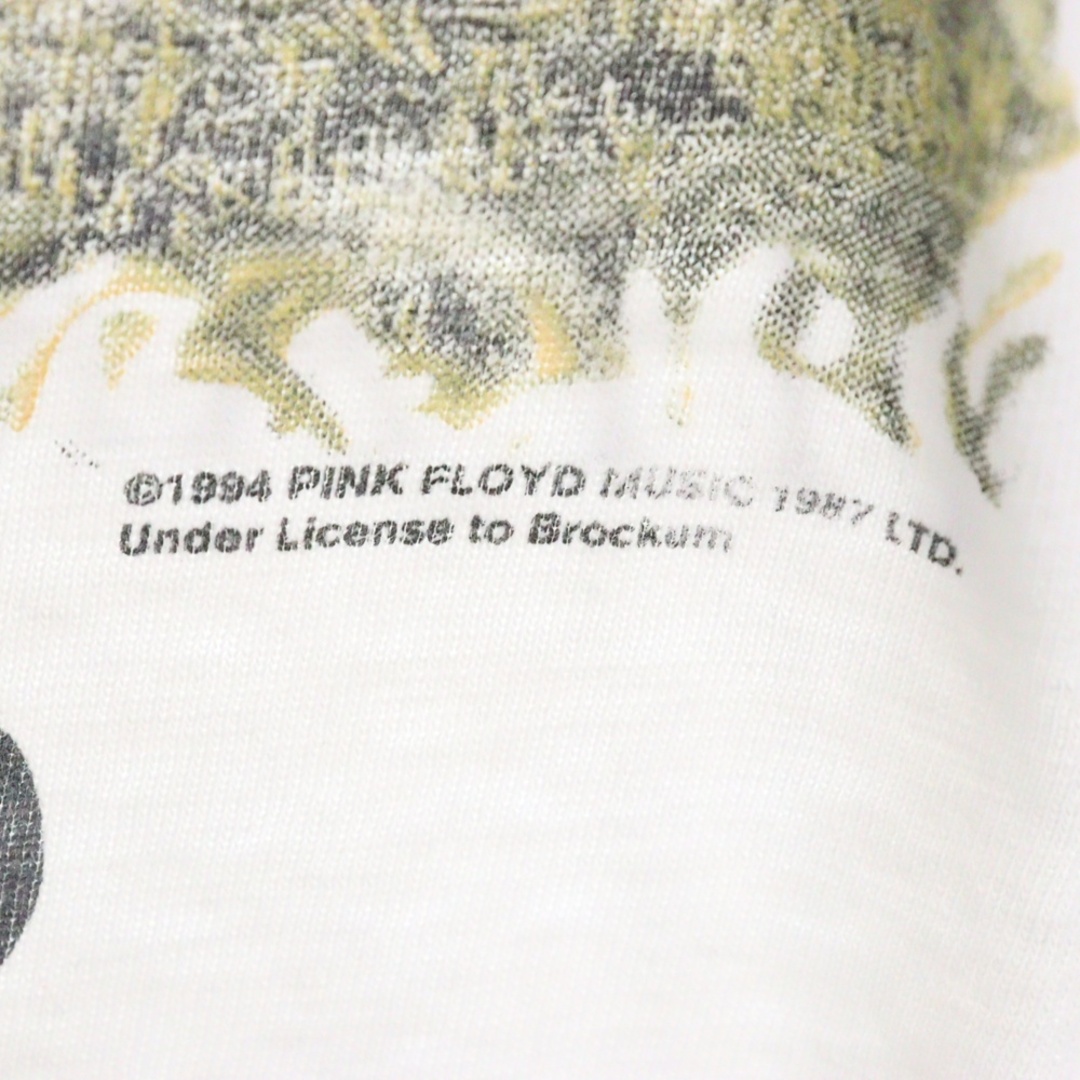 ©1994 PINK FLOYD MUSIC 1987 LTD.
Under License to Brockum